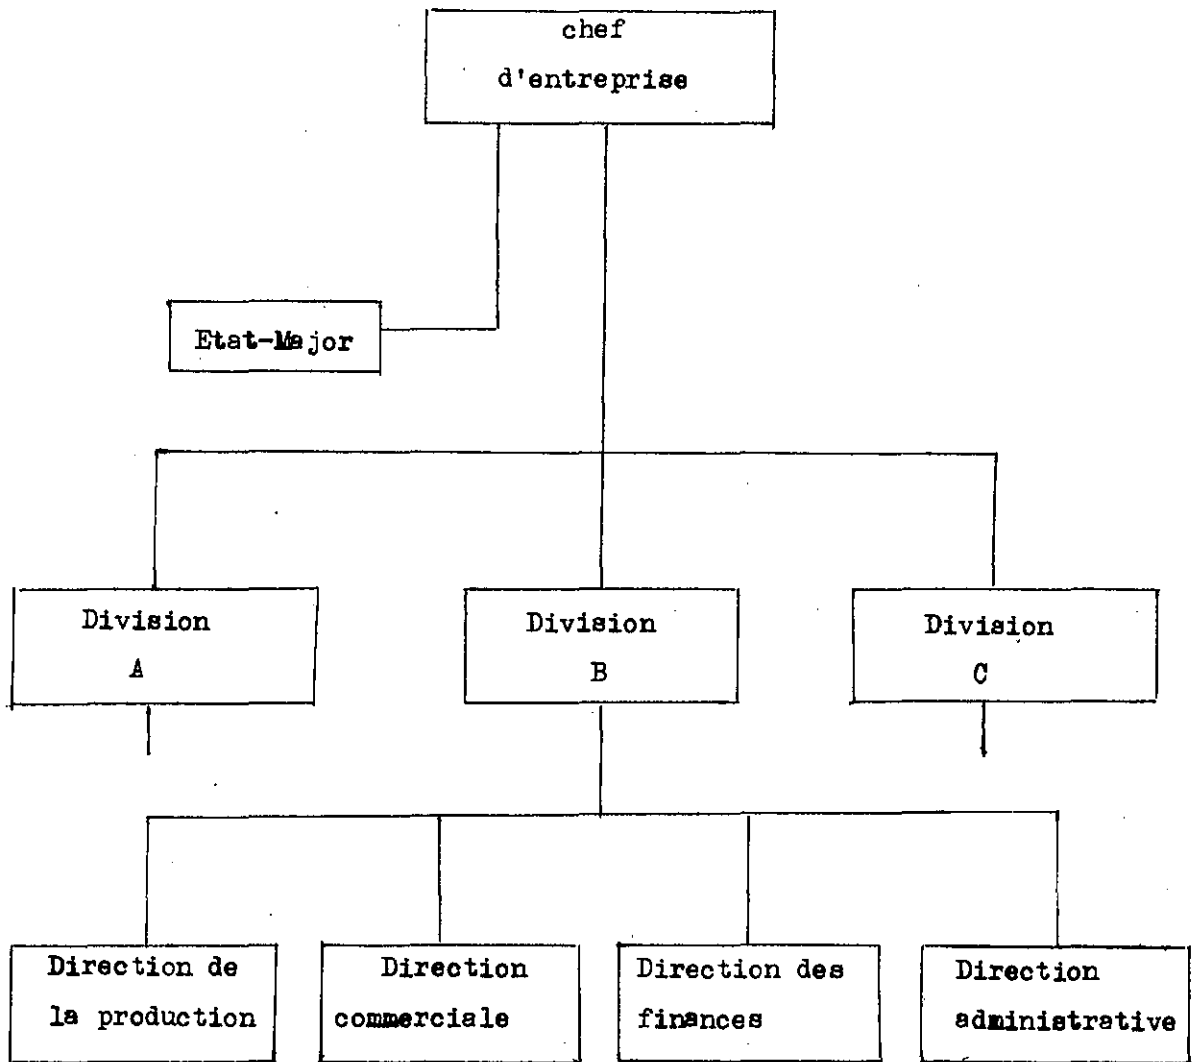 chef
d'entreprise
Etat-Major
Division
A
Division
B
Division
C
Direction de
la production
Direction
commerciale
Direction des
finances
Direction
administrative